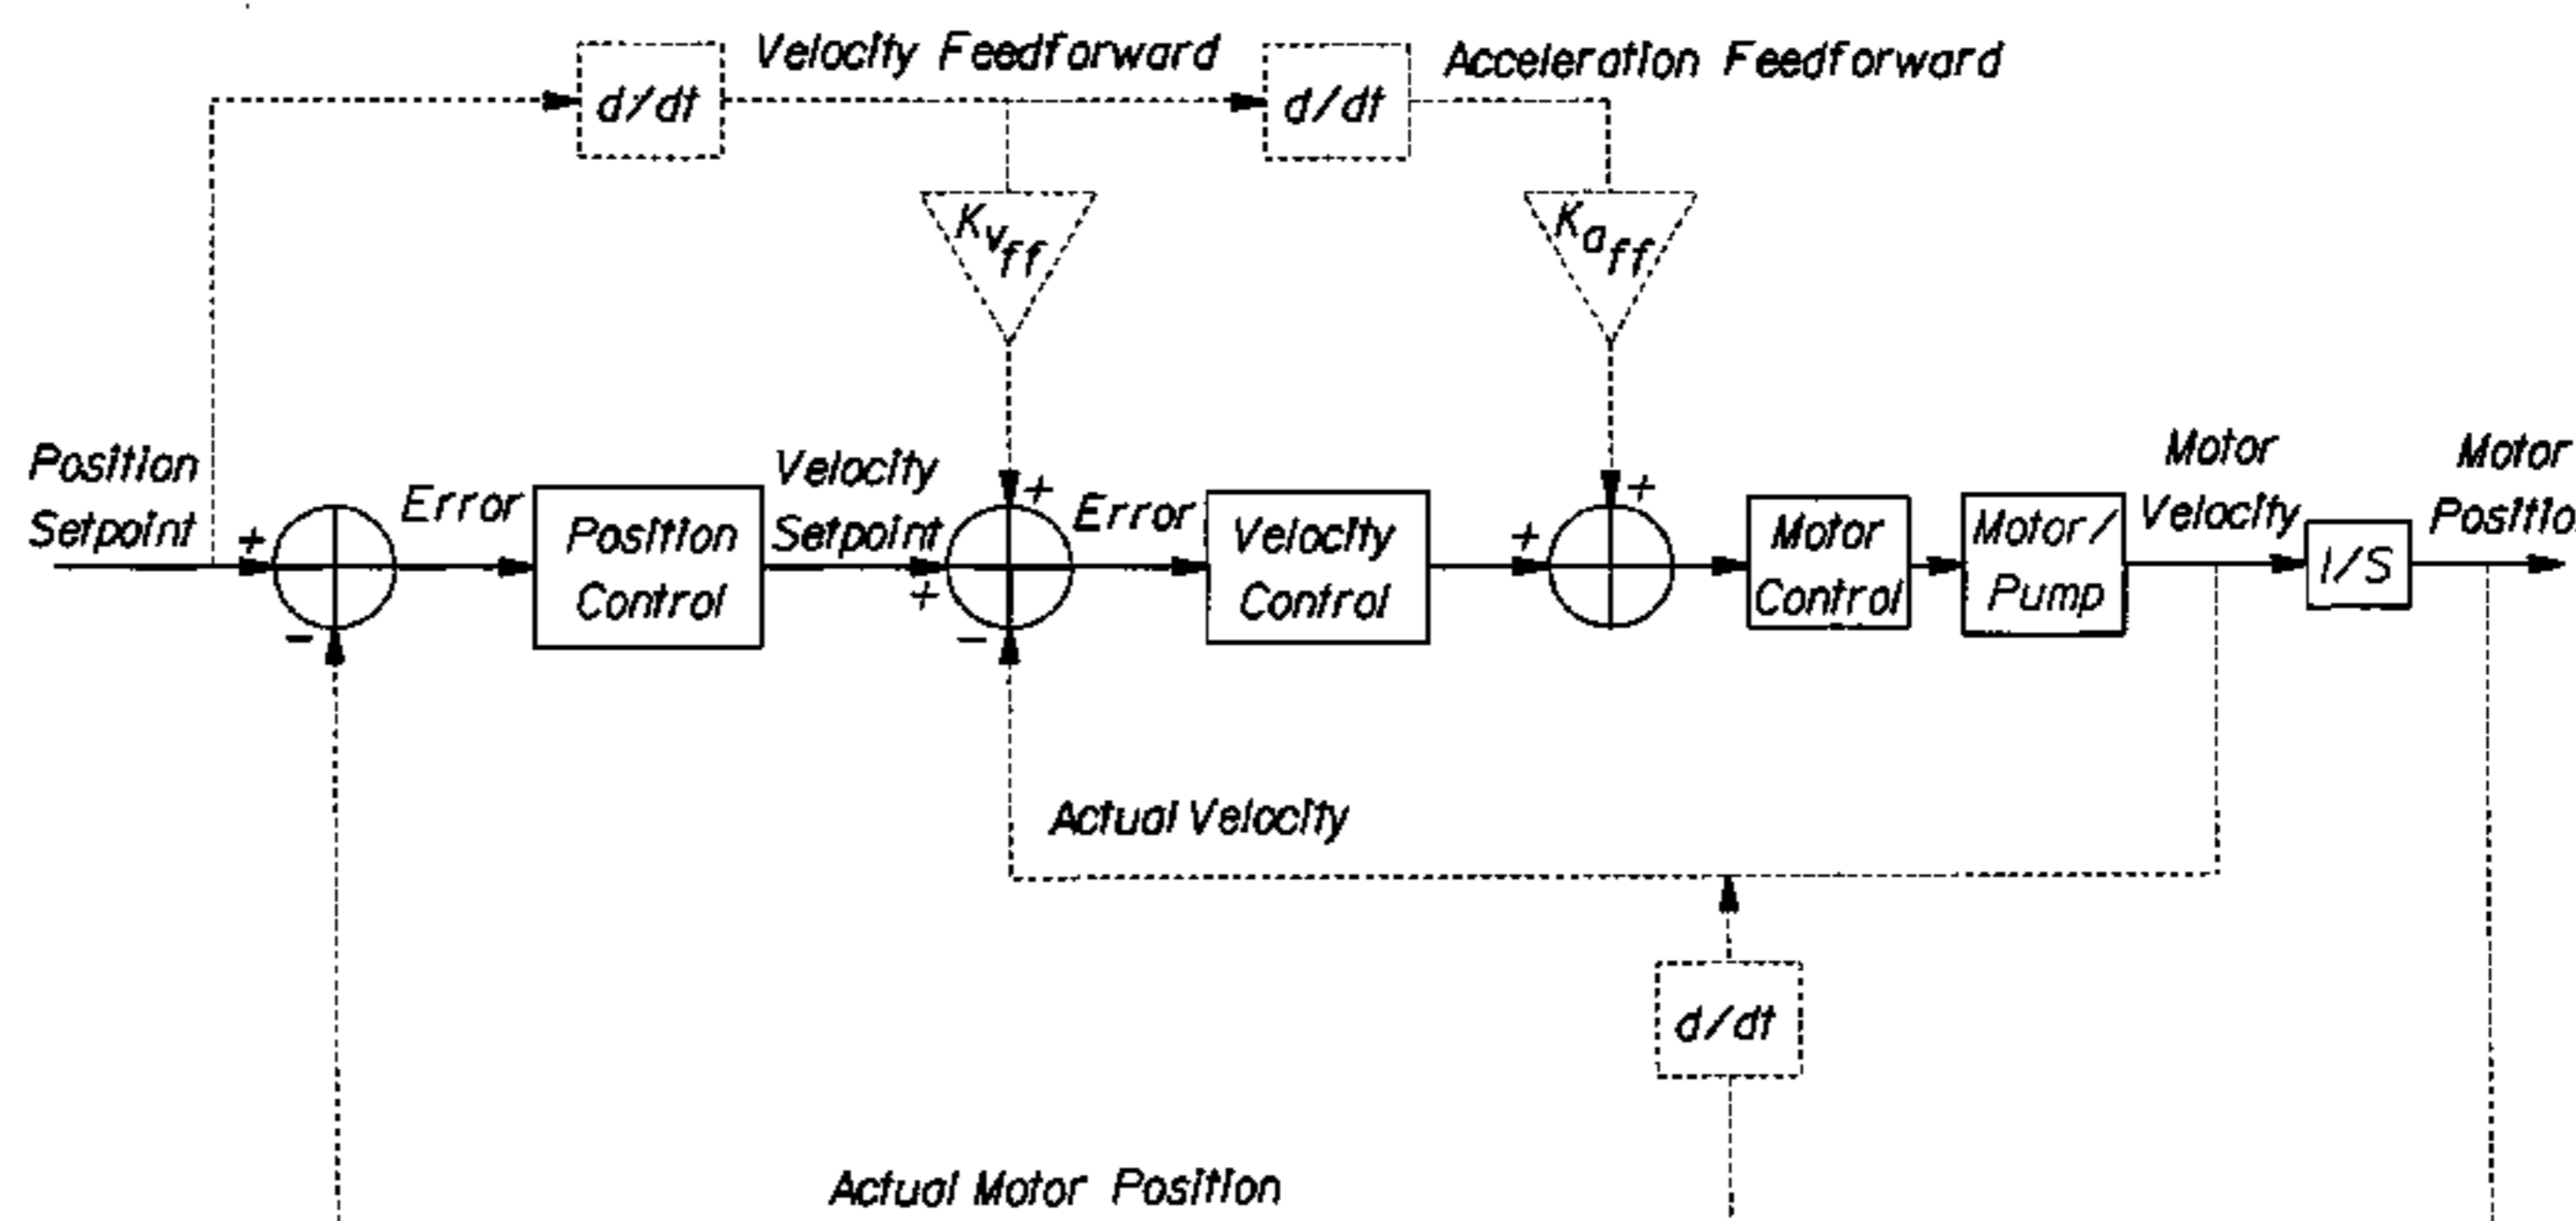 Velocity Feedforward
Acceleration Feedforward
d/dt
d/dt
Kvff
Kaff
Position
Setpoint
+
-
Error
Position
Control
Velocity
Setpoint
+
+
-
Error
Velocity
Control
+
+
Motor
Control
Motor/
Pump
Motor
Velocity
1/S
Motor
Positio
Actual Velocity
d/dt
Actual Motor Position